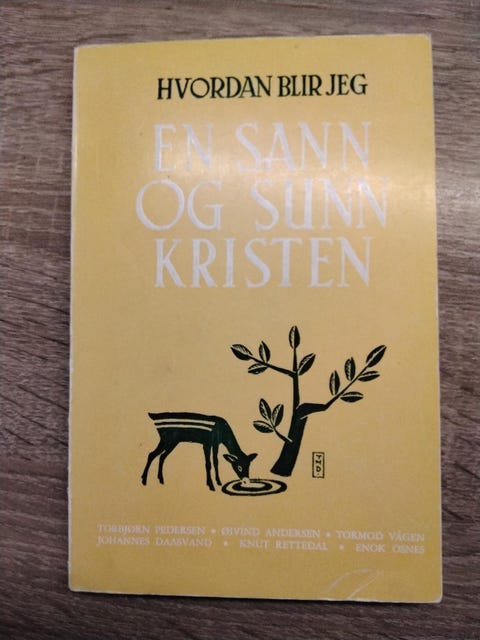 HVORDAN BLIR JEG
EN SANN
OG SUNN
KRISTEN
TORBJØRN PEDERSEN • ØIVIND ANDERSEN • TORMOD VÅGEN
JOHANNES DAASVAND • KNUT RETTEDAL • ENOK OSNES